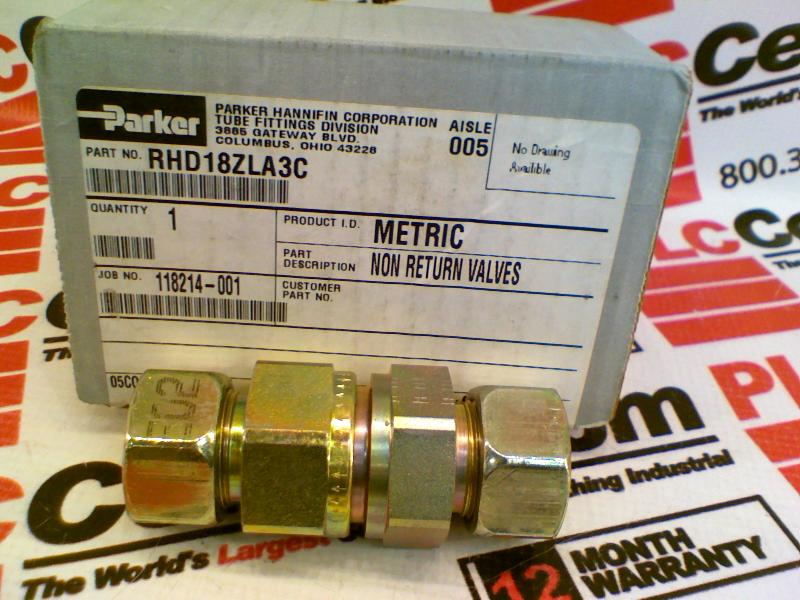 Parker
PARKER HANNIFIN CORPORATION
TUBE FITTINGS DIVISION
3885 GATEWAY BLVD.
COLUMBUS, OHIO 43228
AISLE
005
No Drawing
Available
PART NO. RHD18ZLA3C
QUANTITY 1
PRODUCT I.D. METRIC
PART
DESCRIPTION NON RETURN VALVES
JOB NO. 118214-001
CUSTOMER
PART NO.
The World's
800.3
The World's Largest
thing Industrial
12 MONTH
WARRANTY